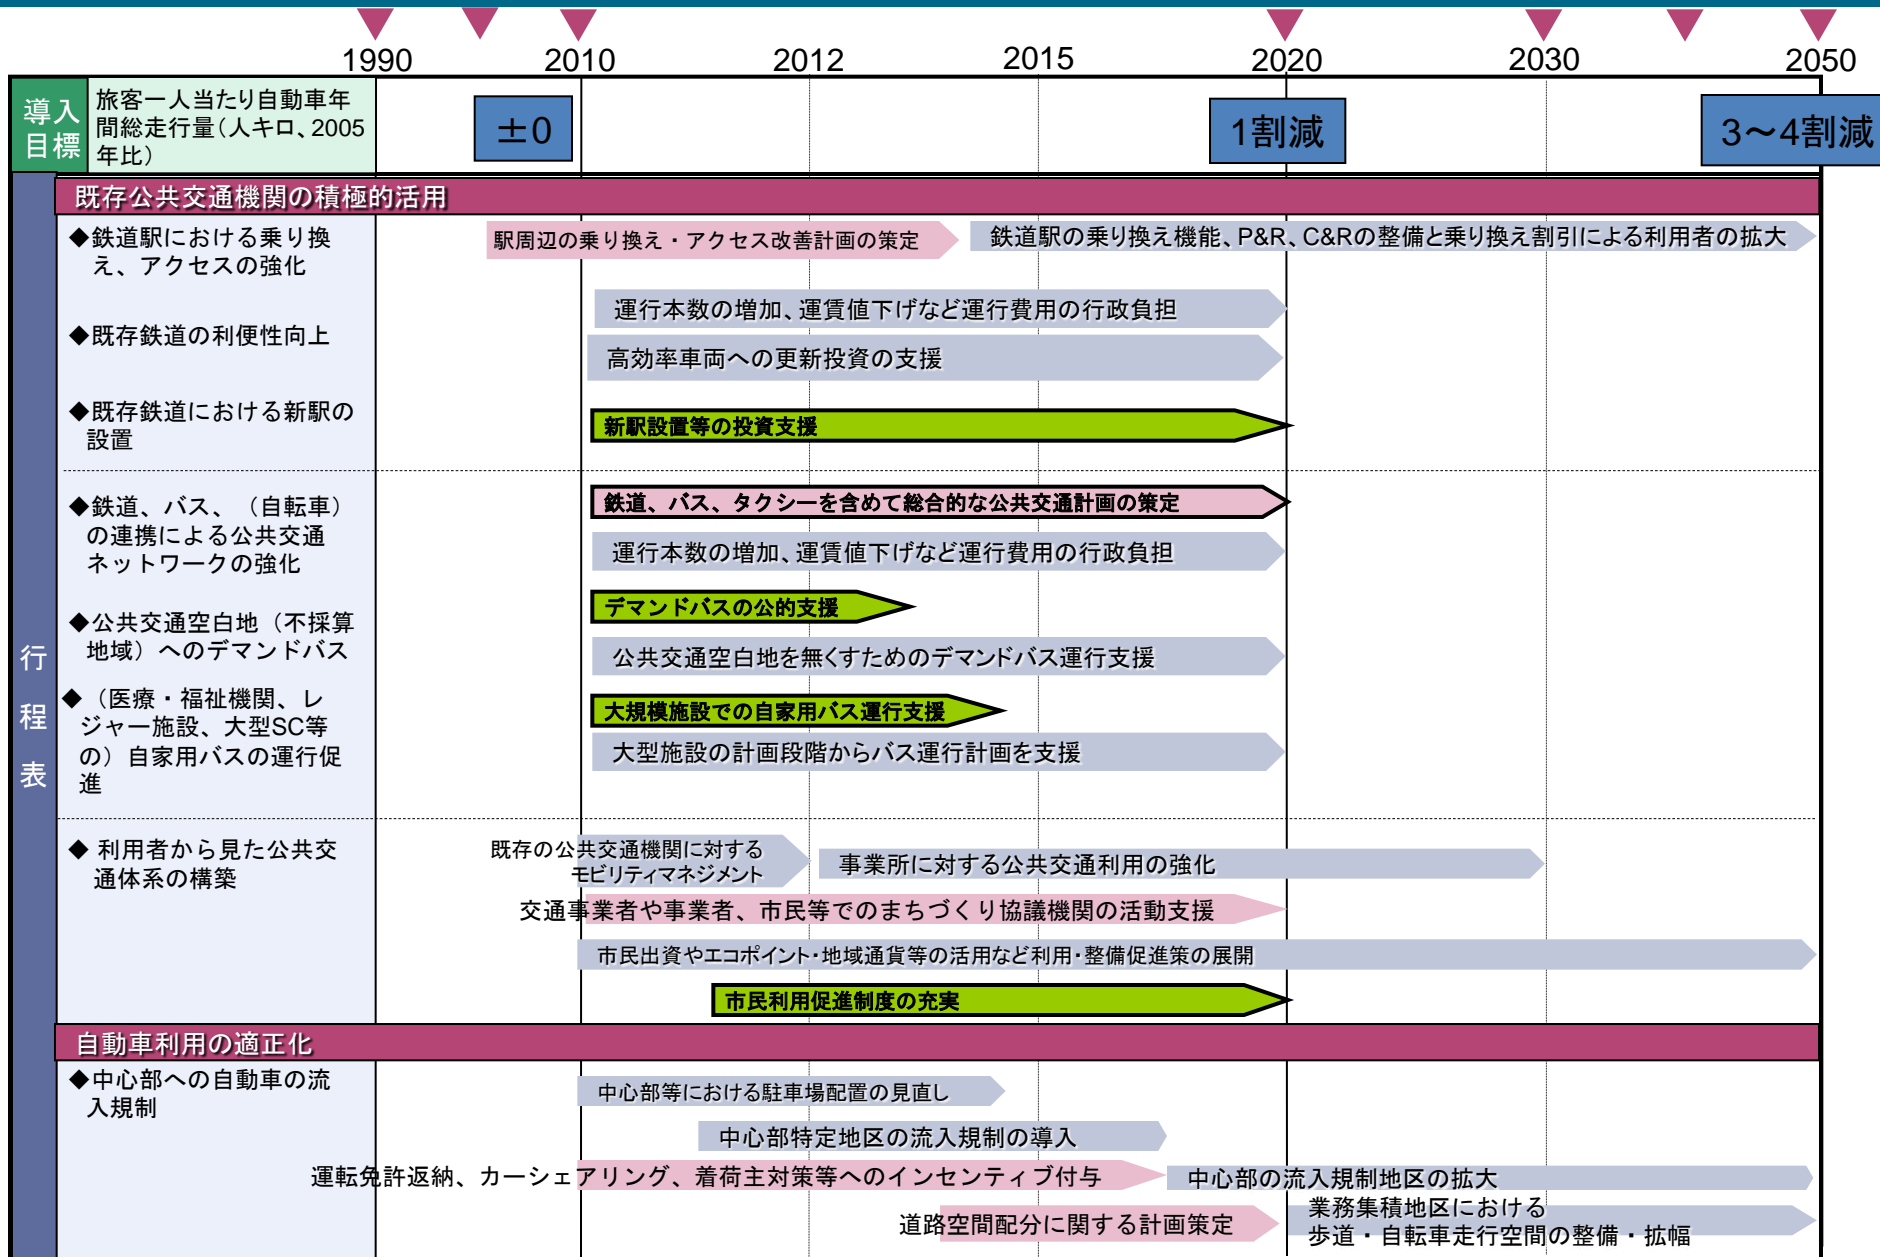 1990 2010 2012 2015 2020 2030 2050
導入
目標
旅客一人当たり自動車年
間総走行量（人キロ、2005
年比）
±0
1割減
3～4割減
行
程
表
既存公共交通機関の積極的活用
◆鉄道駅における乗り換
え、アクセスの強化
駅周辺の乗り換え・アクセス改善計画の策定
鉄道駅の乗り換え機能、P&R、C&Rの整備と乗り換え割引による利用者の拡大
◆既存鉄道の利便性向上
運行本数の増加、運賃値下げなど運行費用の行政負担
高効率車両への更新投資の支援
◆既存鉄道における新駅の
設置
新駅設置等の投資支援
◆鉄道、バス、（自転車）
の連携による公共交通
ネットワークの強化
鉄道、バス、タクシーを含めて総合的な公共交通計画の策定
運行本数の増加、運賃値下げなど運行費用の行政負担
◆公共交通空白地（不採算
地域）へのデマンドバス
デマンドバスの公的支援
公共交通空白地を無くすためのデマンドバス運行支援
◆（医療・福祉機関、レ
ジャー施設、大型SC等
の）自家用バスの運行促
進
大規模施設での自家用バス運行支援
大型施設の計画段階からバス運行計画を支援
◆ 利用者から見た公共交
通体系の構築
既存の公共交通機関に対する
モビリティマネジメント
事業所に対する公共交通利用の強化
交通事業者や事業者、市民等でのまちづくり協議機関の活動支援
市民出資やエコポイント・地域通貨等の活用など利用・整備促進策の展開
市民利用促進制度の充実
自動車利用の適正化
◆中心部への自動車の流
入規制
中心部等における駐車場配置の見直し
中心部特定地区の流入規制の導入
運転免許返納、カーシェアリング、着荷主対策等へのインセンティブ付与
中心部の流入規制地区の拡大
道路空間配分に関する計画策定
業務集積地区における
歩道・自転車走行空間の整備・拡幅